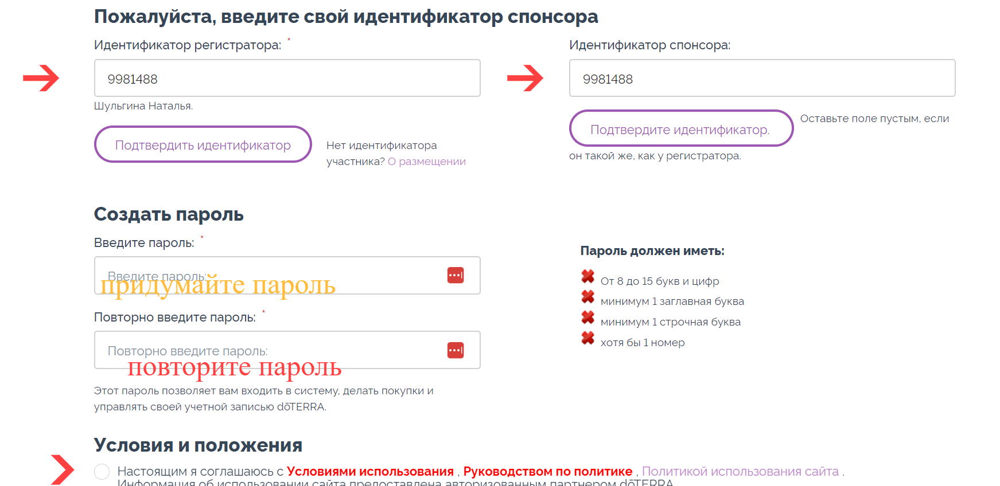 Пожалуйста, введите свой идентификатор спонсора
Идентификатор регистратора: *
9981488
Шульгина Наталья.
Подтвердить идентификатор
Нет идентификатора
участника? О размещении
Идентификатор спонсора:
9981488
Подтвердите идентификатор.
Оставьте поле пустым, если
он такой же, как у регистратора.
Создать пароль
Введите пароль: *
Введите пароль:
придумайте пароль
Повторно введите пароль: *
Повторно введите пароль:
повторите пароль
Этот пароль позволяет вам входить в систему, делать покупки и
управлять своей учетной записью dōTERRA.
Пароль должен иметь:
От 8 до 15 букв и цифр
минимум 1 заглавная буква
минимум 1 строчная буква
хотя бы 1 номер
Условия и положения
Настоящим я соглашаюсь с Условиями использования , Руководством по политике , Политикой использования сайта .
Информация об использовании сайта предоставлена авторизованным партнером dōTERRA